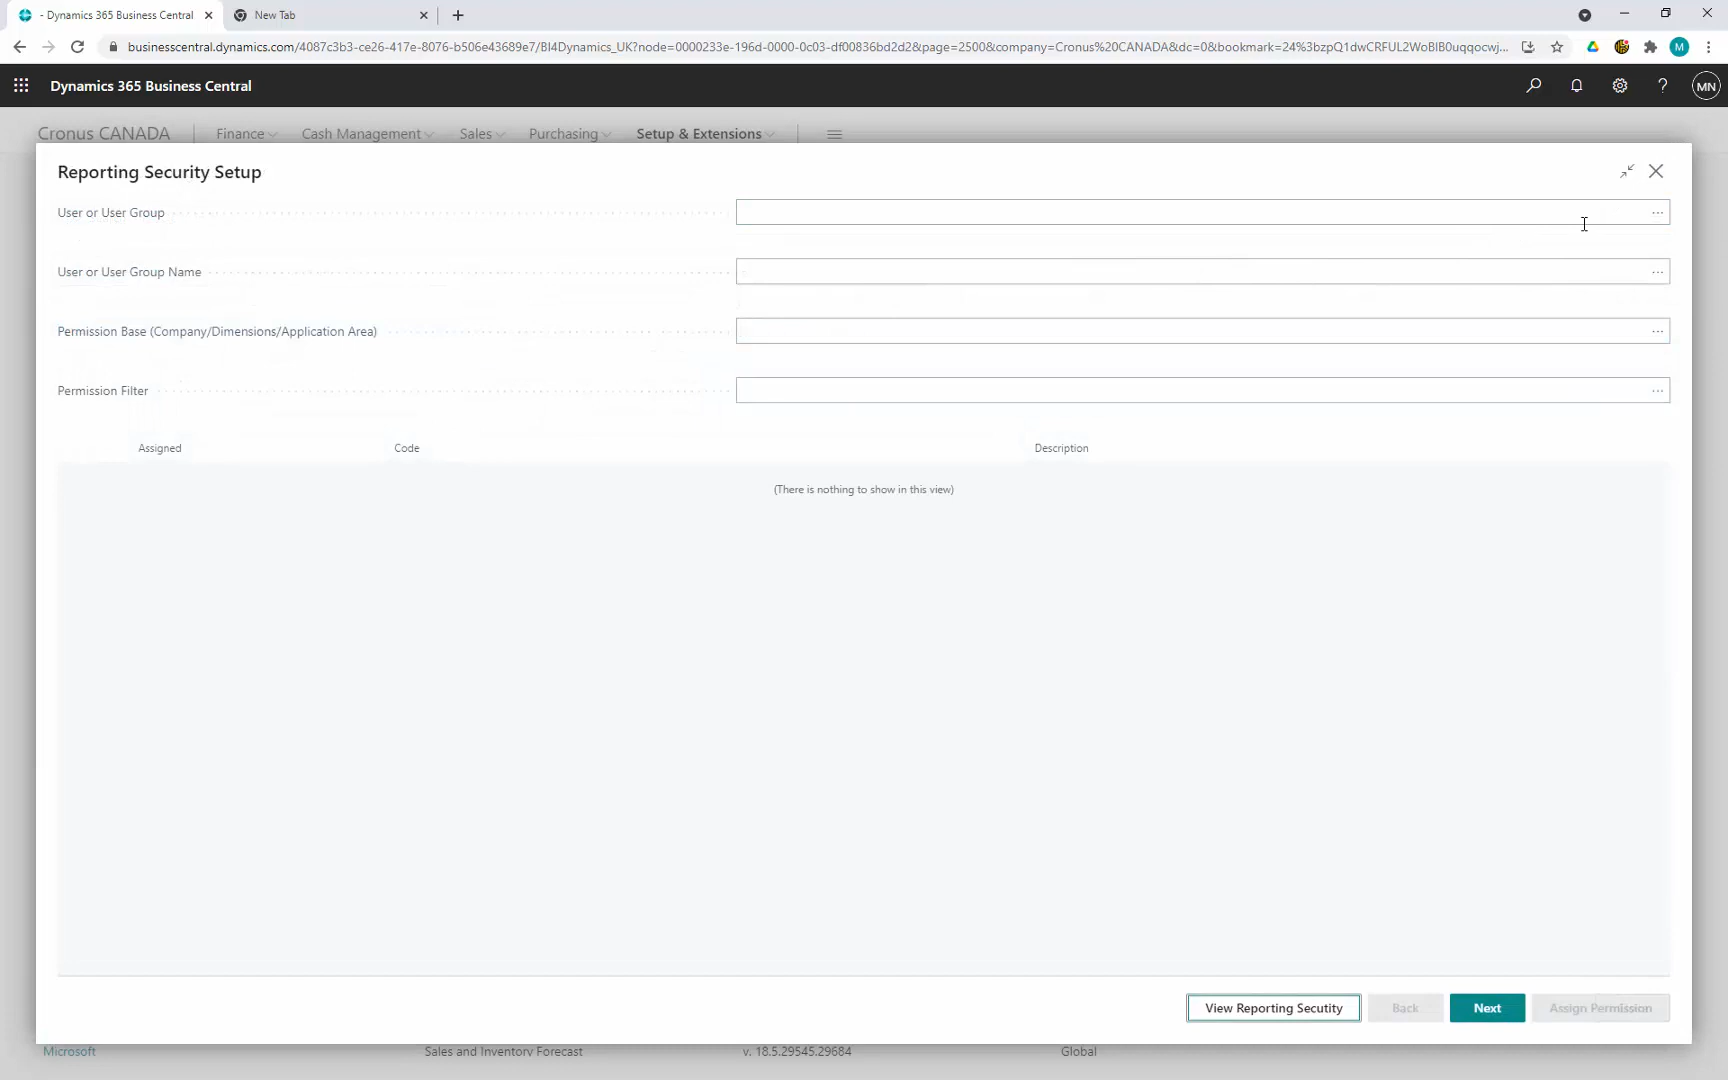 - Dynamics 365 Business Central
New Tab
businesscentral.dynamics.com/4087c3b3-ce26-417e-8076-b506e43689e7/BI4Dynamics_UK?node=0000233e-196d-0000-0c03-df00836bd2d2&page=2500&company=Cronus%20CANADA&dc=0&bookmark=24%3bzpQ1dwCRFUL2WoBIB0uqqocwj...
M
Dynamics 365 Business Central
?
MN
Cronus CANADA
Finance
Cash Management
Sales
Purchasing
Setup & Extensions
Reporting Security Setup
User or User Group
...
User or User Group Name
...
Permission Base (Company/Dimensions/Application Area)
...
Permission Filter
...
Assigned
Code
Description
(There is nothing to show in this view)
View Reporting Secutity
Back
Next
Assign Permission
Microsoft
Sales and Inventory Forecast
v. 18.5.29545.29684
Global